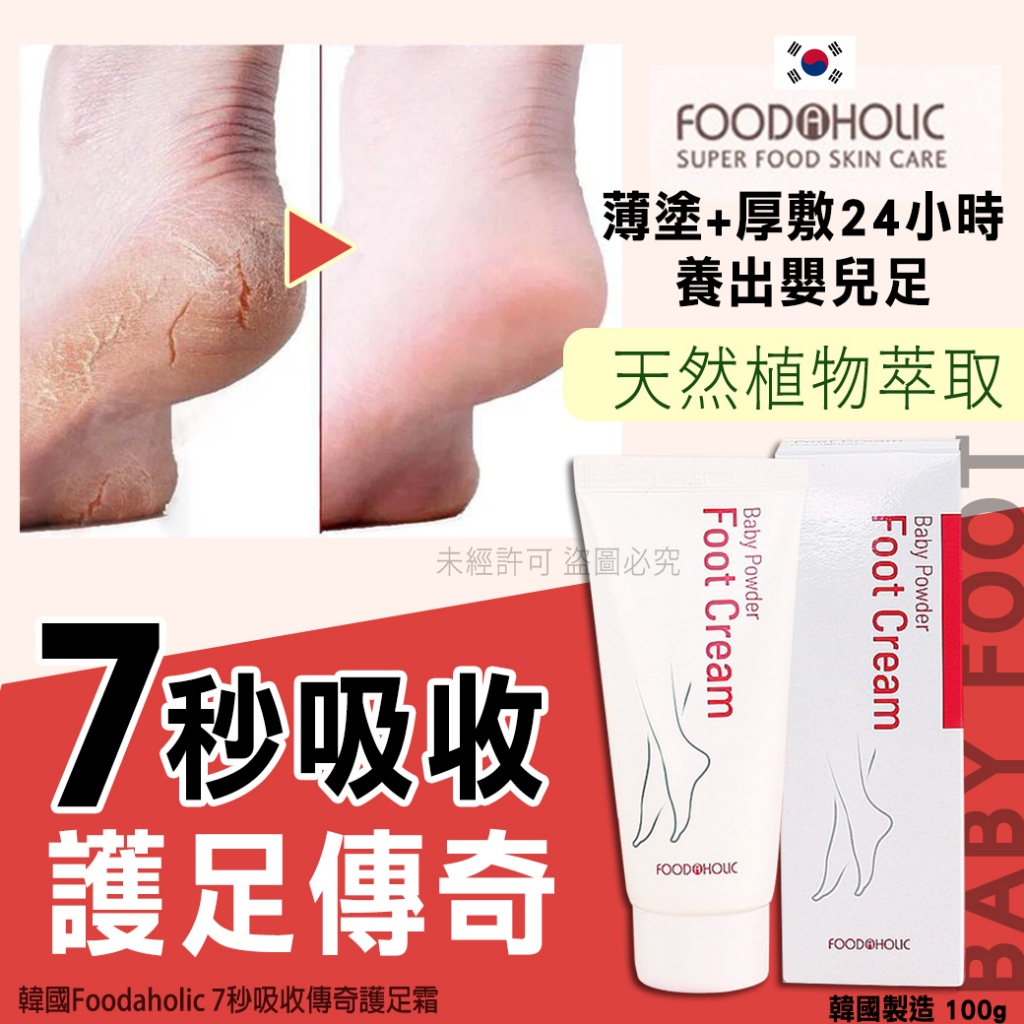 FOODAHOLIC
SUPER FOOD SKIN CARE
薄塗+厚敷24小時
養出嬰兒足
天然植物萃取
Baby Powder
Foot Cream
FOODAHOLIC
Baby Powder
Foot Cream
FOODAHOLIC
BABY FOOT
未經許可 盜圖必究
7秒吸收
護足傳奇
韓國Foodaholic 7秒吸收傳奇護足霜
韓國製造 100g